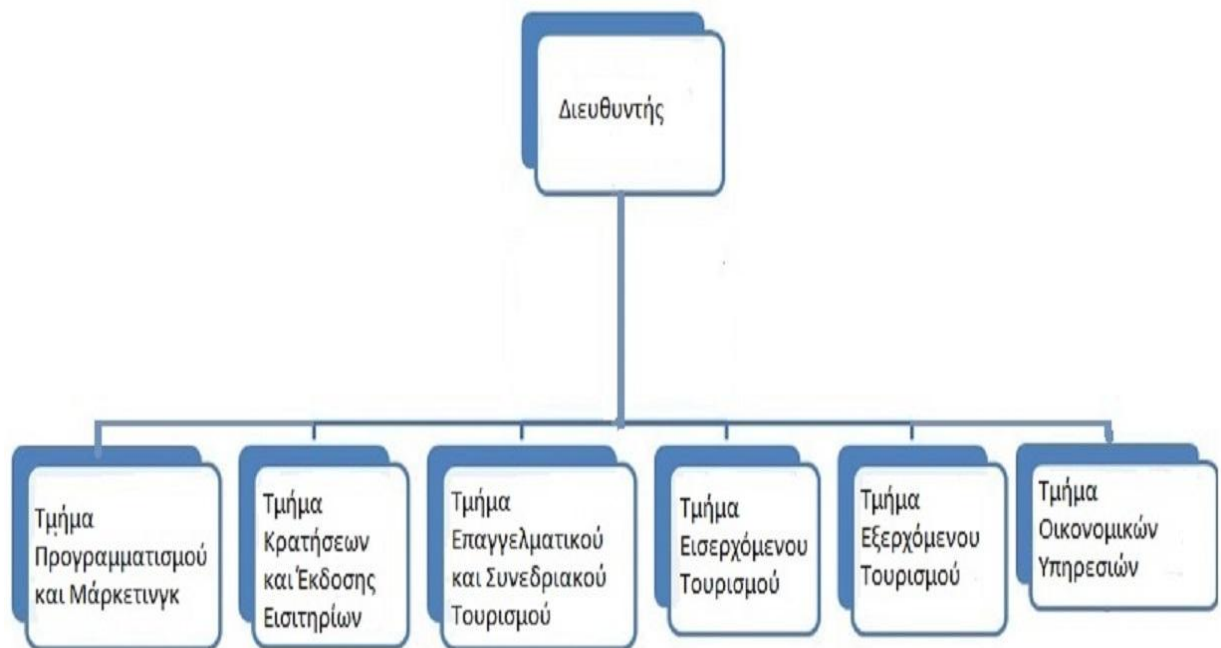 Διευθυντής
Τμήμα
Προγραμματισμού
και Μάρκετινγκ
Τμήμα
Κρατήσεων
και Έκδοσης
Εισιτηρίων
Τμήμα
Επαγγελματικού
και Συνεδριακού
Τουρισμού
Τμήμα
Εισερχόμενου
Τουρισμού
Τμήμα
Εξερχόμενου
Τουρισμού
Τμήμα
Οικονομικών
Υπηρεσιών